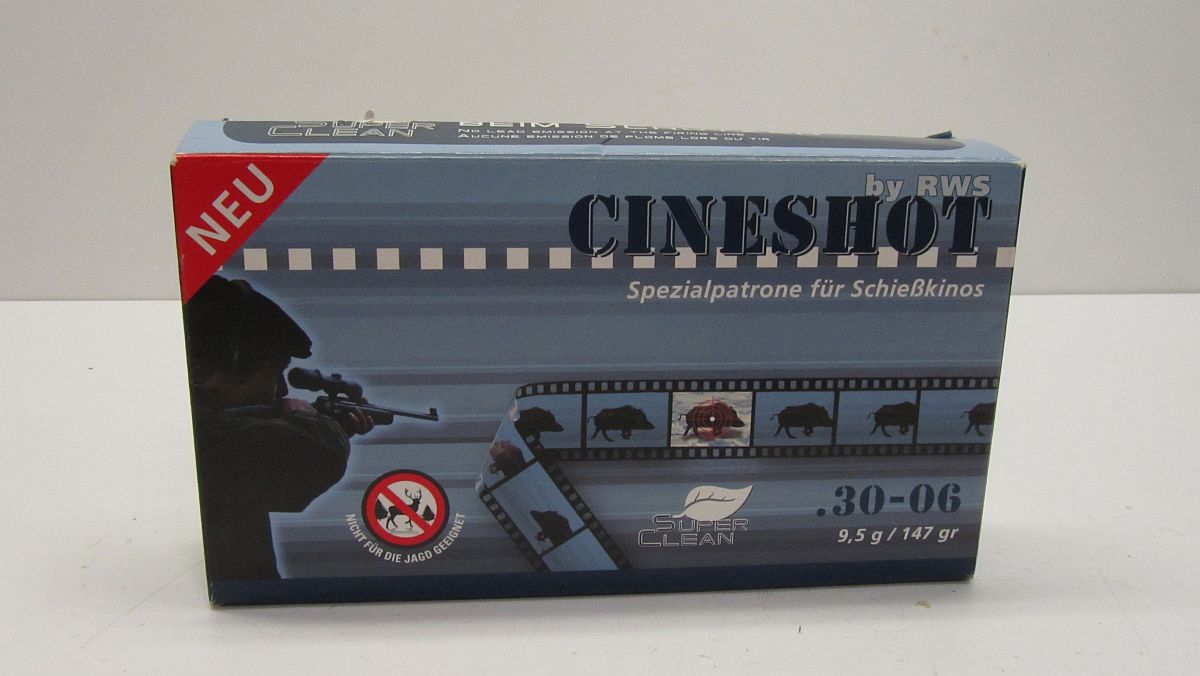 SUPER
CLEAN
BEIM
NO LEAD EMISSION AT THE FIRING LINE
AUCUNE EMISSION DE PLOMB LORS DU TIR
NEU
by RWS
CINESHOT
Spezialpatrone für Schießkinos
NICHT FÜR DIE JAGD GEEIGNET
SUPER
CLEAN
.30-06
9,5 g / 147 gr